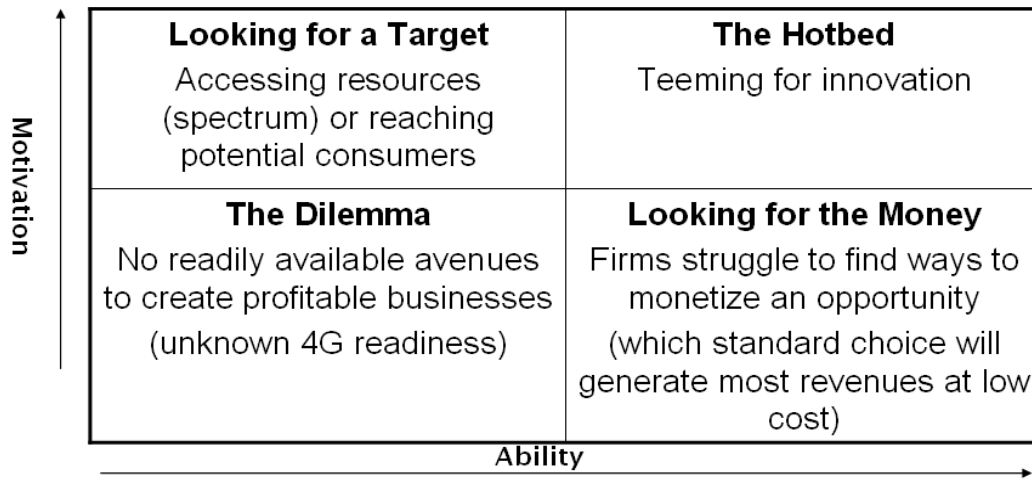 Motivation
Looking for a Target
Accessing resources
(spectrum) or reaching
potential consumers
The Hotbed
Teeming for innovation
The Dilemma
No readily available avenues
to create profitable businesses
(unknown 4G readiness)
Looking for the Money
Firms struggle to find ways to
monetize an opportunity
(which standard choice will
generate most revenues at low
cost)
Ability